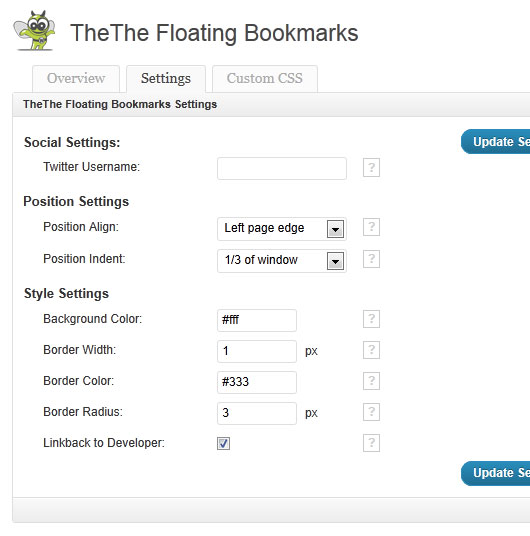 TheThe Floating Bookmarks
Overview Settings Custom CSS
TheThe Floating Bookmarks Settings
Social Settings: Update Se
Twitter Username: ?
Position Settings
Position Align: Left page edge ?
Position Indent: 1/3 of window ?
Style Settings
Background Color: #fff ?
Border Width: 1 px ?
Border Color: #333 ?
Border Radius: 3 px ?
Linkback to Developer: ?
Update Se